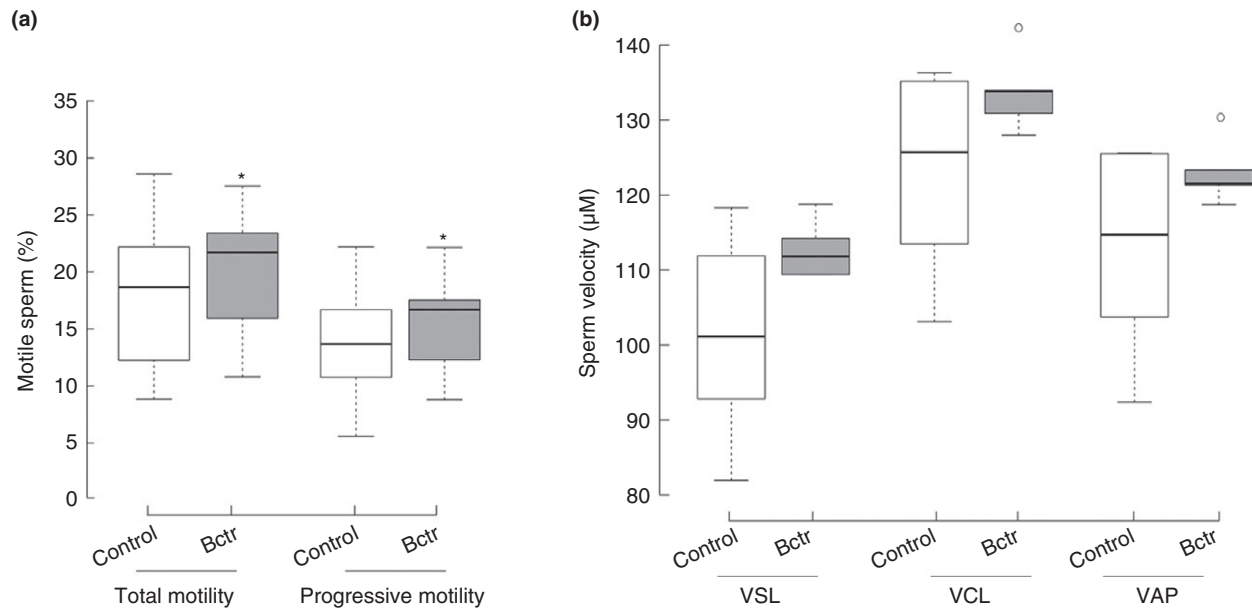 (a)
Motile sperm (%)
35
30
25
20
15
10
5
0
*
*
Control
Bctr
Control
Bctr
Total motility
Progressive motility
(b)
Sperm velocity (µM)
140
130
120
110
100
90
80
Control
Bctr
Control
Bctr
Control
Bctr
VSL
VCL
VAP